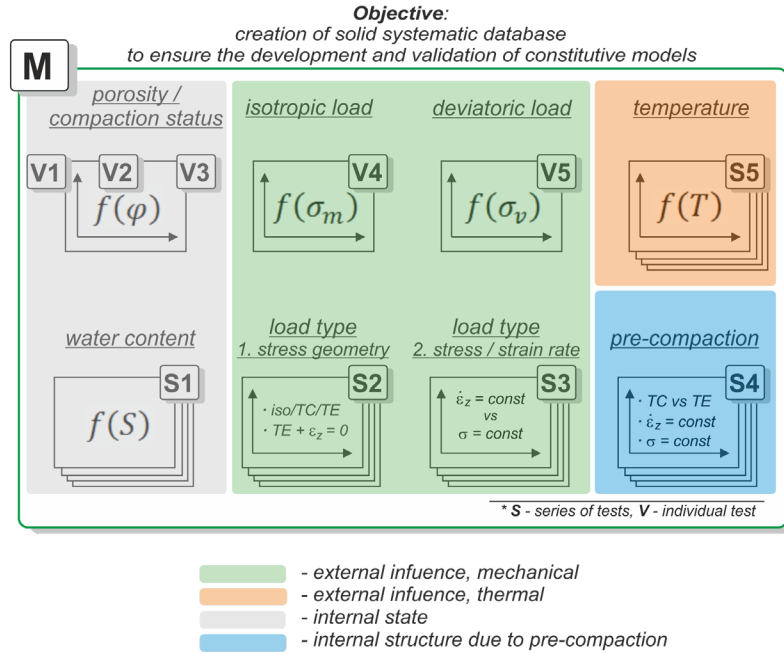 Objective:
creation of solid systematic database
to ensure the development and validation of constitutive models
M
porosity /
compaction status
isotropic load
deviatoric load
temperature
V1
V2
V3
V4
V5
S5
f(φ)
f(σm)
f(σv)
f(T)
water content
load type
1. stress geometry
load type
2. stress / strain rate
pre-compaction
S1
S2
S3
S4
f(S)
· iso/TC/TE
· TE + εz = 0
ε̇z = const
vs
σ = const
· TC vs TE
· ε̇z = const
· σ = const
* S - series of tests, V - individual test
- external infuence, mechanical
- external infuence, thermal
- internal state
- internal structure due to pre-compaction